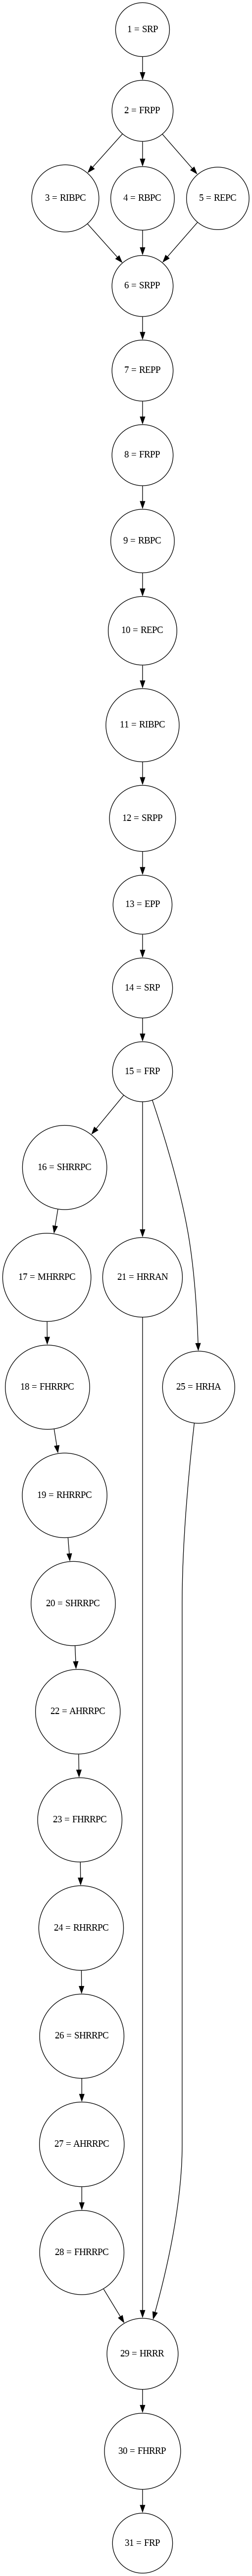 1 = SRP
2 = FRPP
3 = RIBPC
4 = RBPC
5 = REPC
6 = SRPP
7 = REPP
8 = FRPP
9 = RBPC
10 = REPC
11 = RIBPC
12 = SRPP
13 = EPP
14 = SRP
15 = FRP
16 = SHRRPC
17 = MHRRPC
21 = HRRAN
18 = FHRRPC
25 = HRHA
19 = RHRRPC
20 = SHRRPC
22 = AHRRPC
23 = FHRRPC
24 = RHRRPC
26 = SHRRPC
27 = AHRRPC
28 = FHRRPC
29 = HRRR
30 = FHRRP
31 = FRP